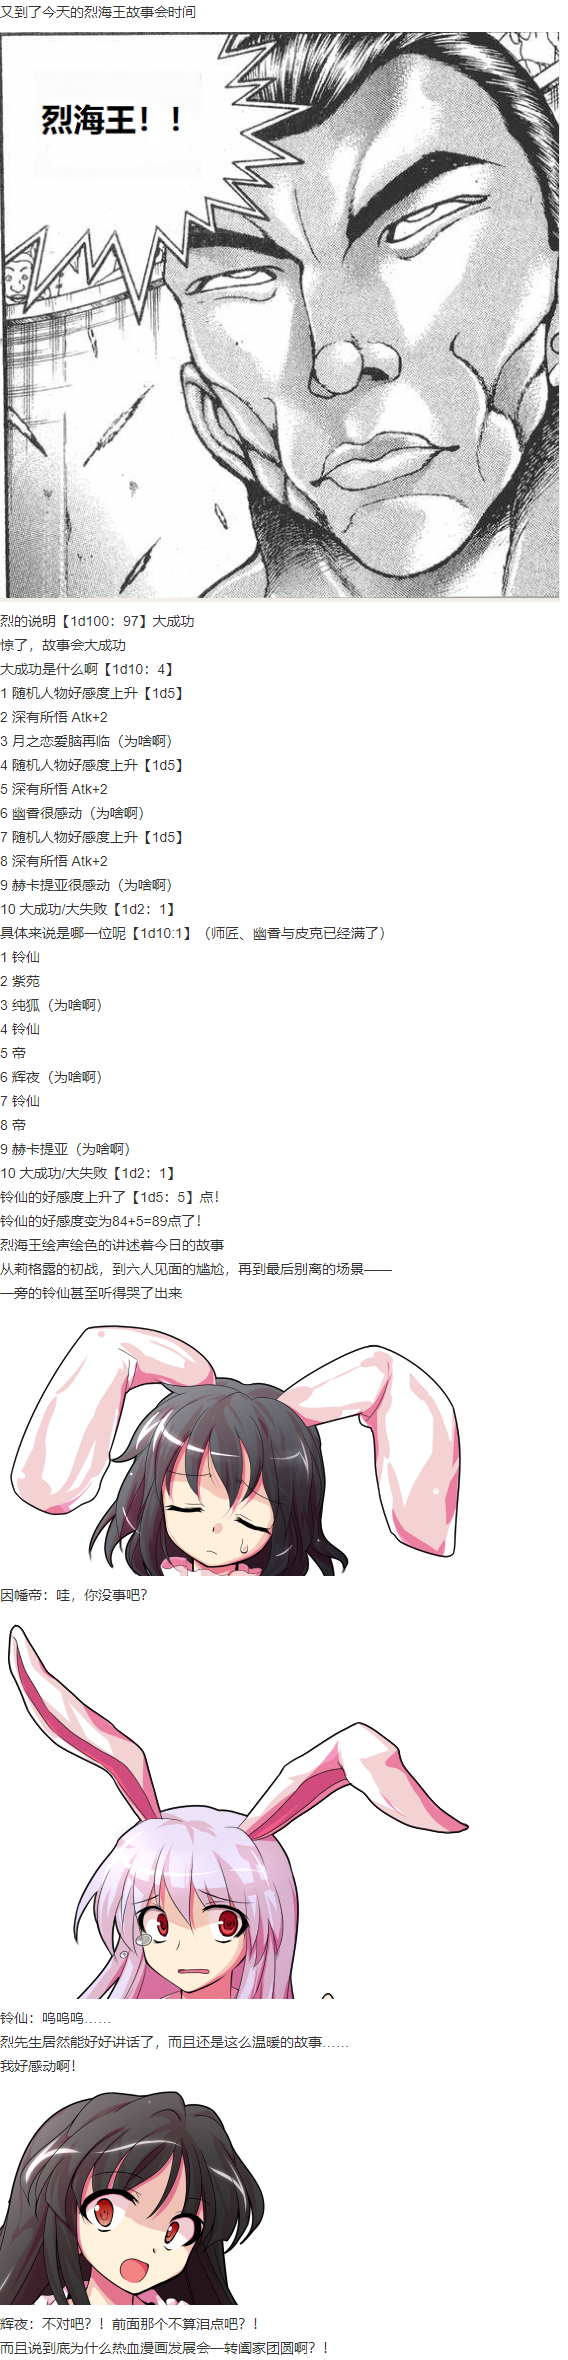 又到了今天的烈海王故事会时间
烈海王！！
烈的说明【1d100：97】大成功
惊了，故事会大成功
大成功是什么啊【1d10：4】
1 随机人物好感度上升【1d5】
2 深有所悟 Atk+2
3 月之恋爱脑再临（为啥啊）
4 随机人物好感度上升【1d5】
5 深有所悟 Atk+2
6 幽香很感动（为啥啊）
7 随机人物好感度上升【1d5】
8 深有所悟 Atk+2
9 赫卡提亚很感动（为啥啊）
10 大成功/大失败【1d2：1】
具体来说是哪一位呢【1d10:1】（师匠、幽香与皮克已经满了）
1 铃仙
2 紫苑
3 纯狐（为啥啊）
4 铃仙
5 帝
6 辉夜（为啥啊）
7 铃仙
8 帝
9 赫卡提亚（为啥啊）
10 大成功/大失败【1d2：1】
铃仙的好感度上升了【1d5：5】点！
铃仙的好感度变为84+5=89点了！
烈海王绘声绘色的讲述着今日的故事
从莉格露的初战，到六人见面的尴尬，再到最后别离的场景——
一旁的铃仙甚至听得哭了出来
因幡帝：哇，你没事吧？
铃仙：呜呜呜……
烈先生居然能好好讲话了，而且还是这么温暖的故事……
我好感动啊！
辉夜：不对吧？！前面那个不算泪点吧？！
而且说到底为什么热血漫画发展会一转阖家团圆啊？！